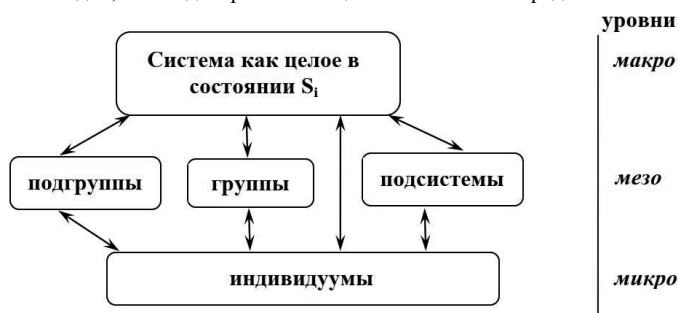 уровни
Система как целое в
состоянии Si
макро
подгруппы
группы
подсистемы
мезо
индивидуумы
микро